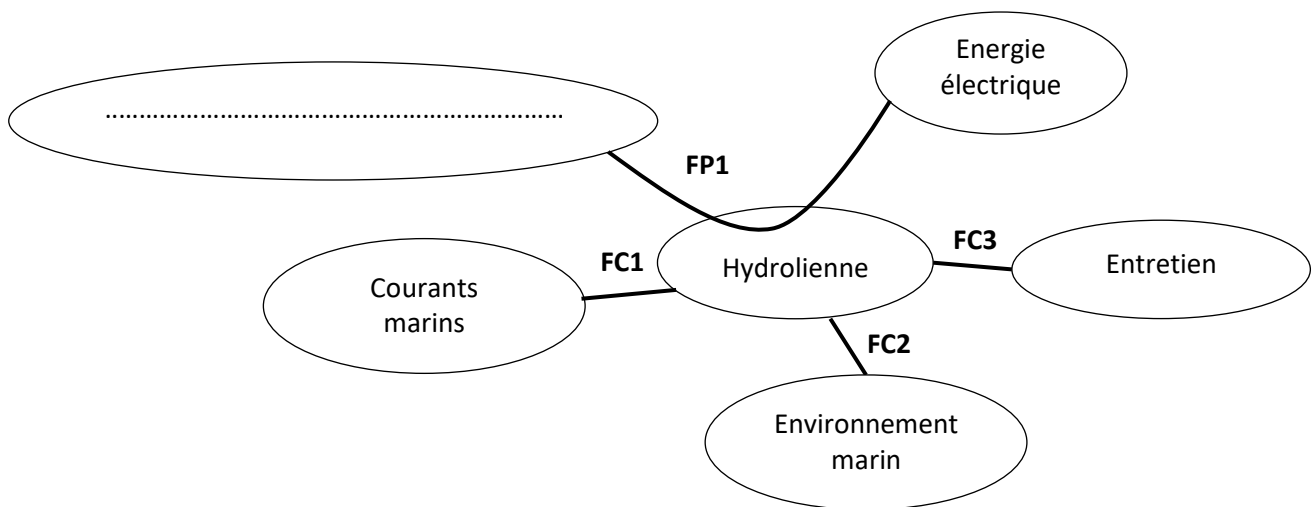 Energie
électrique
....................................................................
FP1
FC1
Hydrolienne
FC3
Entretien
Courants
marins
FC2
Environnement
marin